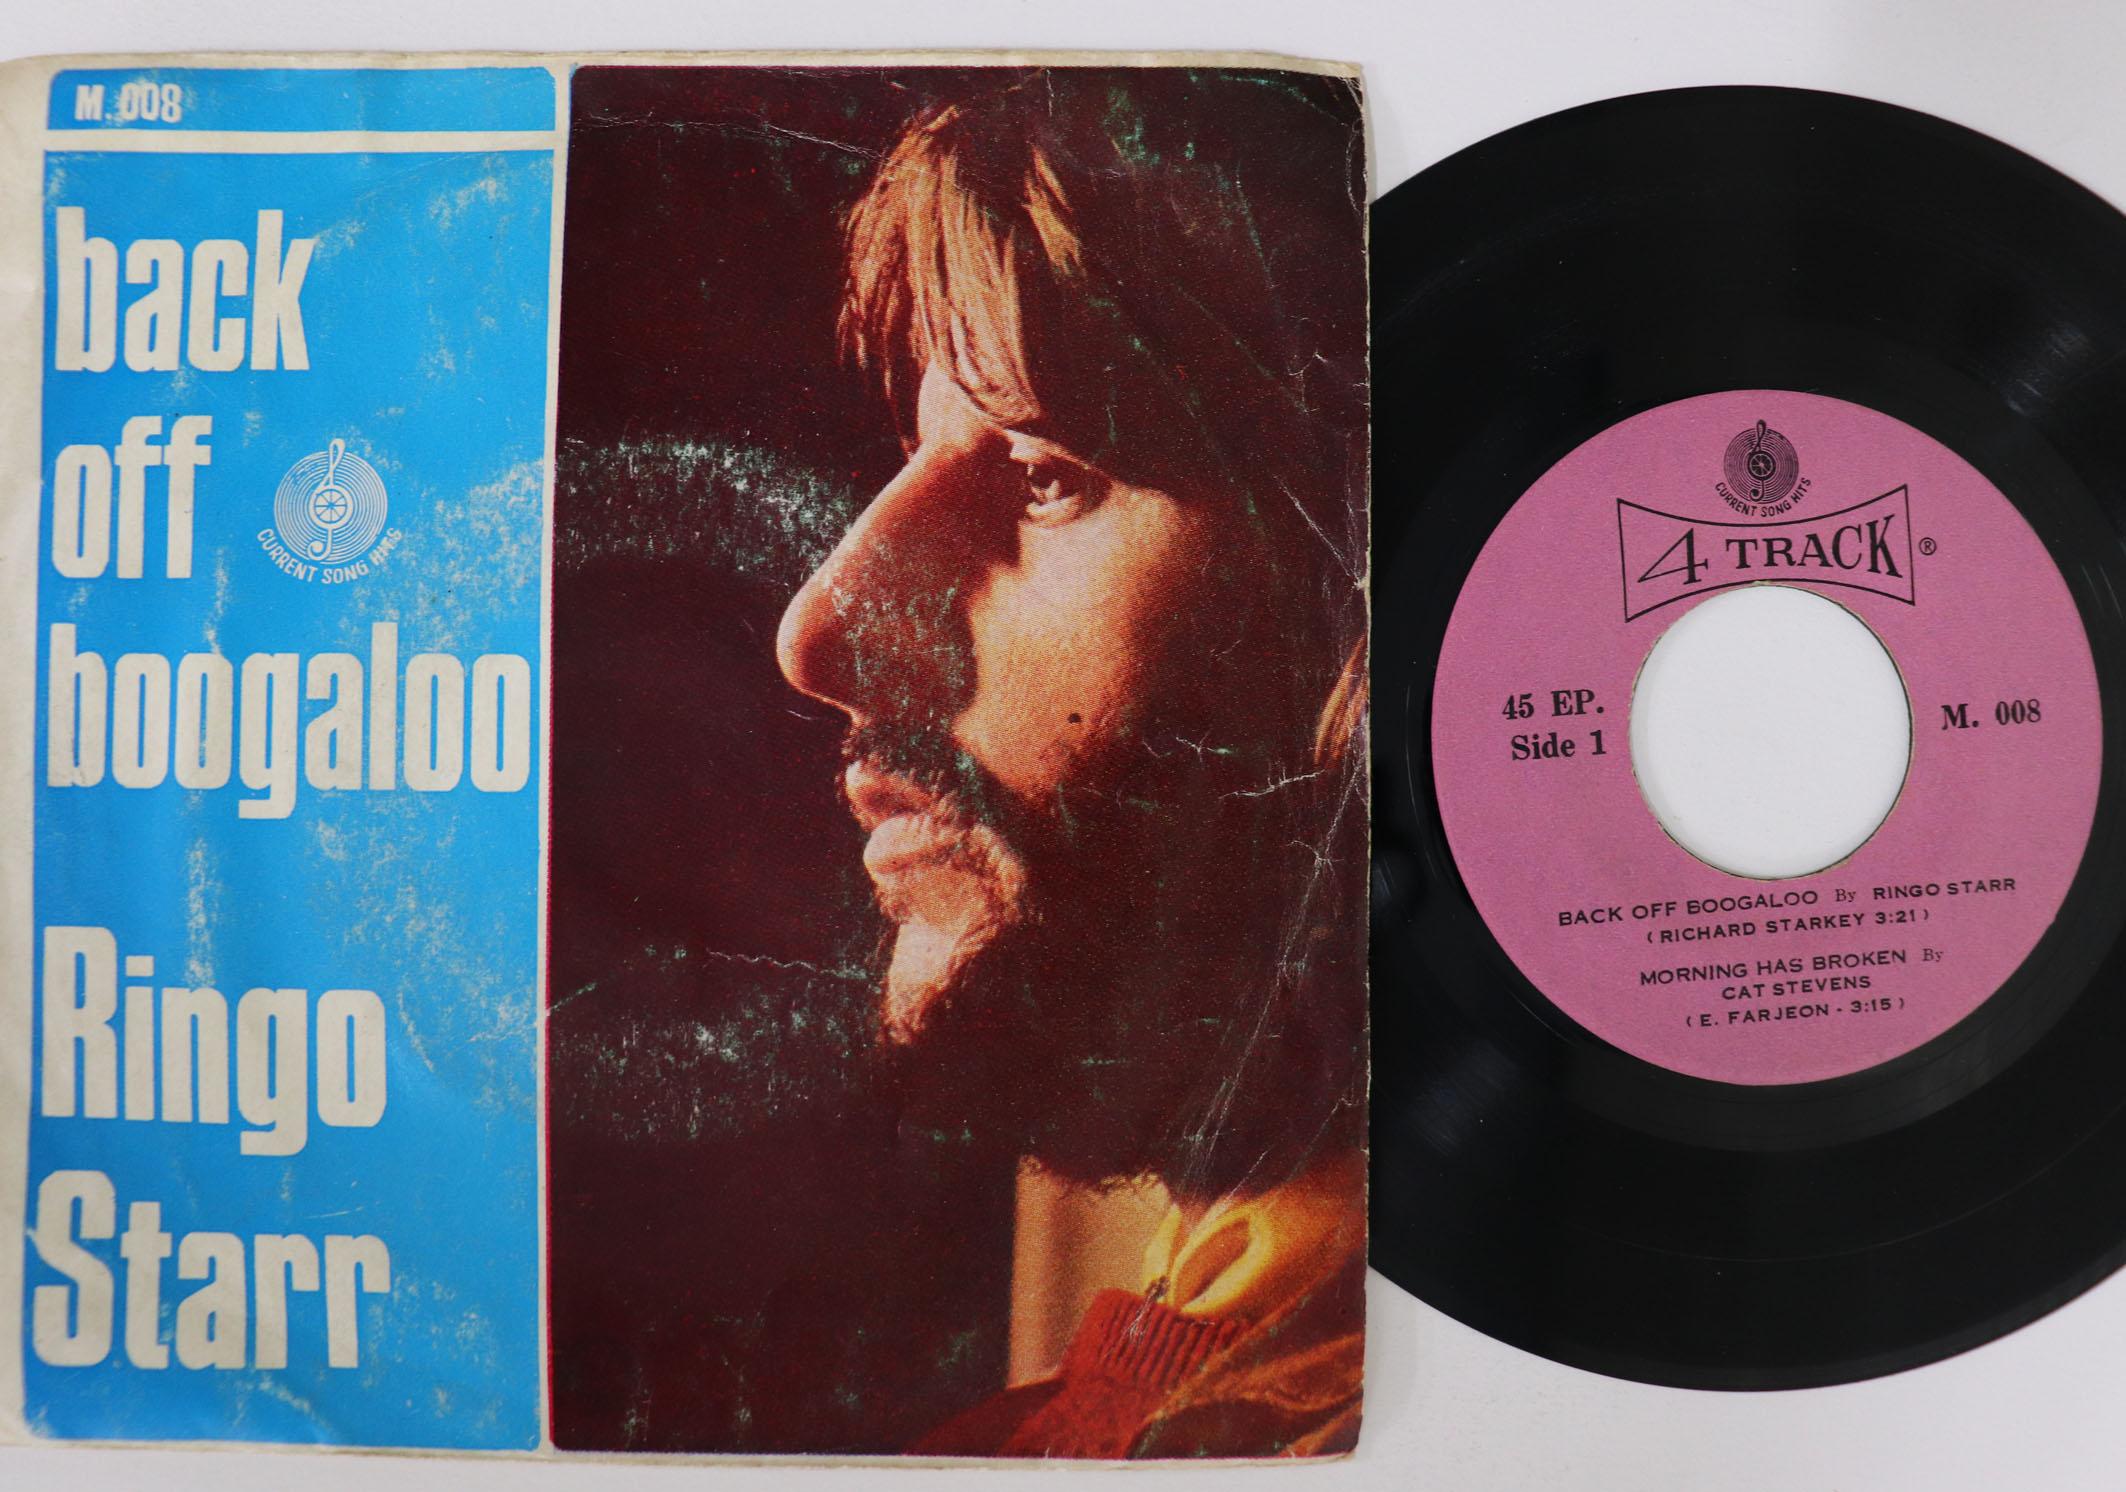 M. 008
back
off
boogaloo
CURRENT SONG HITS
Ringo
Starr
CURRENT SONG HITS
4 TRACK ®
45 EP.
Side 1
M. 008
BACK OFF BOOGALOO By RINGO STARR
( RICHARD STARKEY 3:21 )
MORNING HAS BROKEN By
CAT STEVENS
( E. FARJEON - 3:15 )